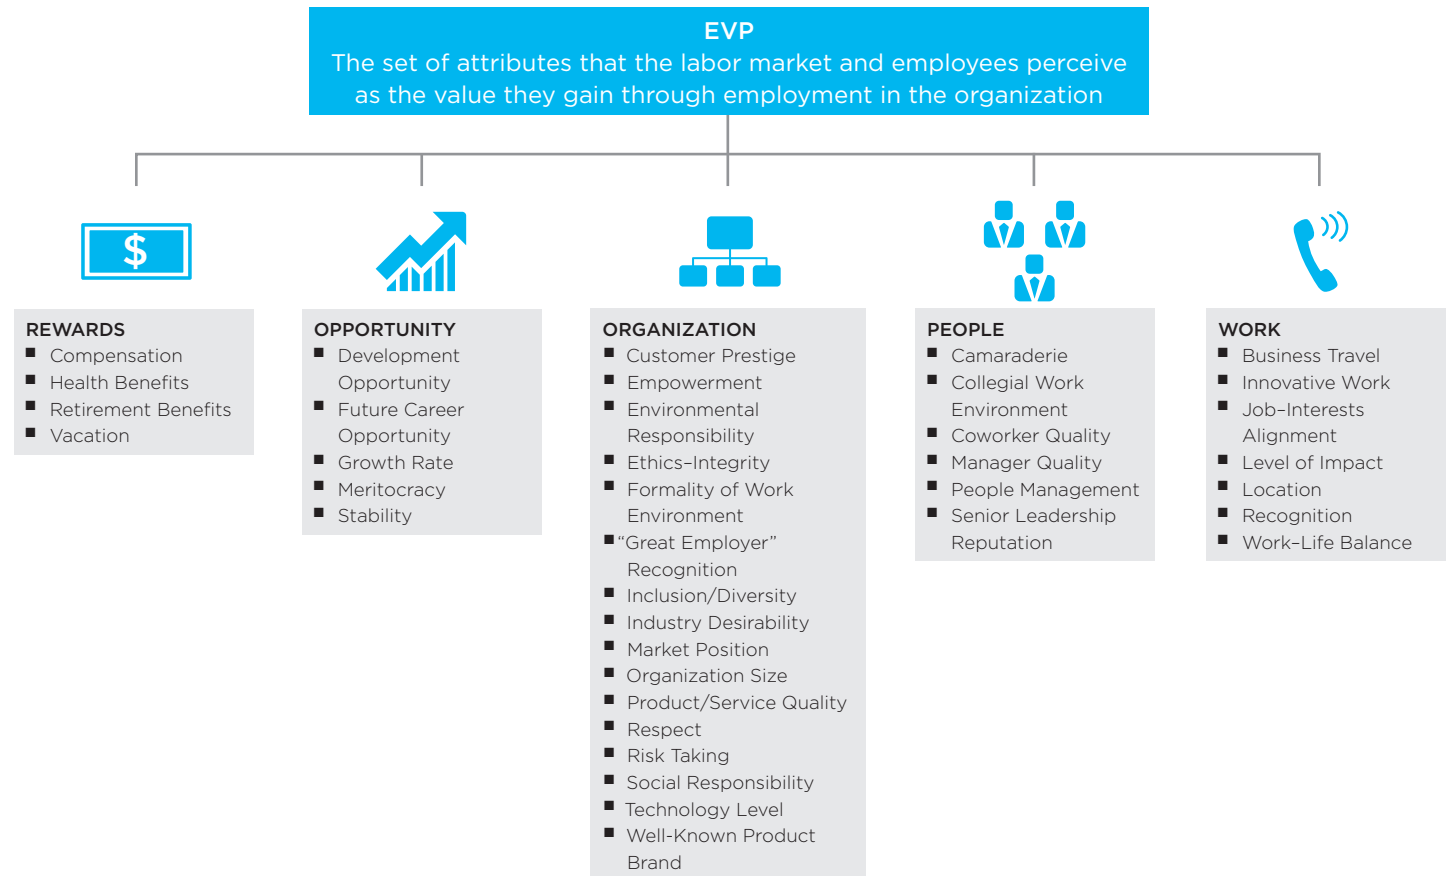 EVP
The set of attributes that the labor market and employees perceive
as the value they gain through employment in the organization
$
REWARDS
■ Compensation
■ Health Benefits
■ Retirement Benefits
■ Vacation
OPPORTUNITY
■ Development
Opportunity
■ Future Career
Opportunity
■ Growth Rate
■ Meritocracy
■ Stability
ORGANIZATION
■ Customer Prestige
■ Empowerment
■ Environmental
Responsibility
■ Ethics–Integrity
■ Formality of Work
Environment
■ “Great Employer”
Recognition
■ Inclusion/Diversity
■ Industry Desirability
■ Market Position
■ Organization Size
■ Product/Service Quality
■ Respect
■ Risk Taking
■ Social Responsibility
■ Technology Level
■ Well-Known Product
Brand
PEOPLE
■ Camaraderie
■ Collegial Work
Environment
■ Coworker Quality
■ Manager Quality
■ People Management
■ Senior Leadership
Reputation
WORK
■ Business Travel
■ Innovative Work
■ Job–Interests
Alignment
■ Level of Impact
■ Location
■ Recognition
■ Work–Life Balance